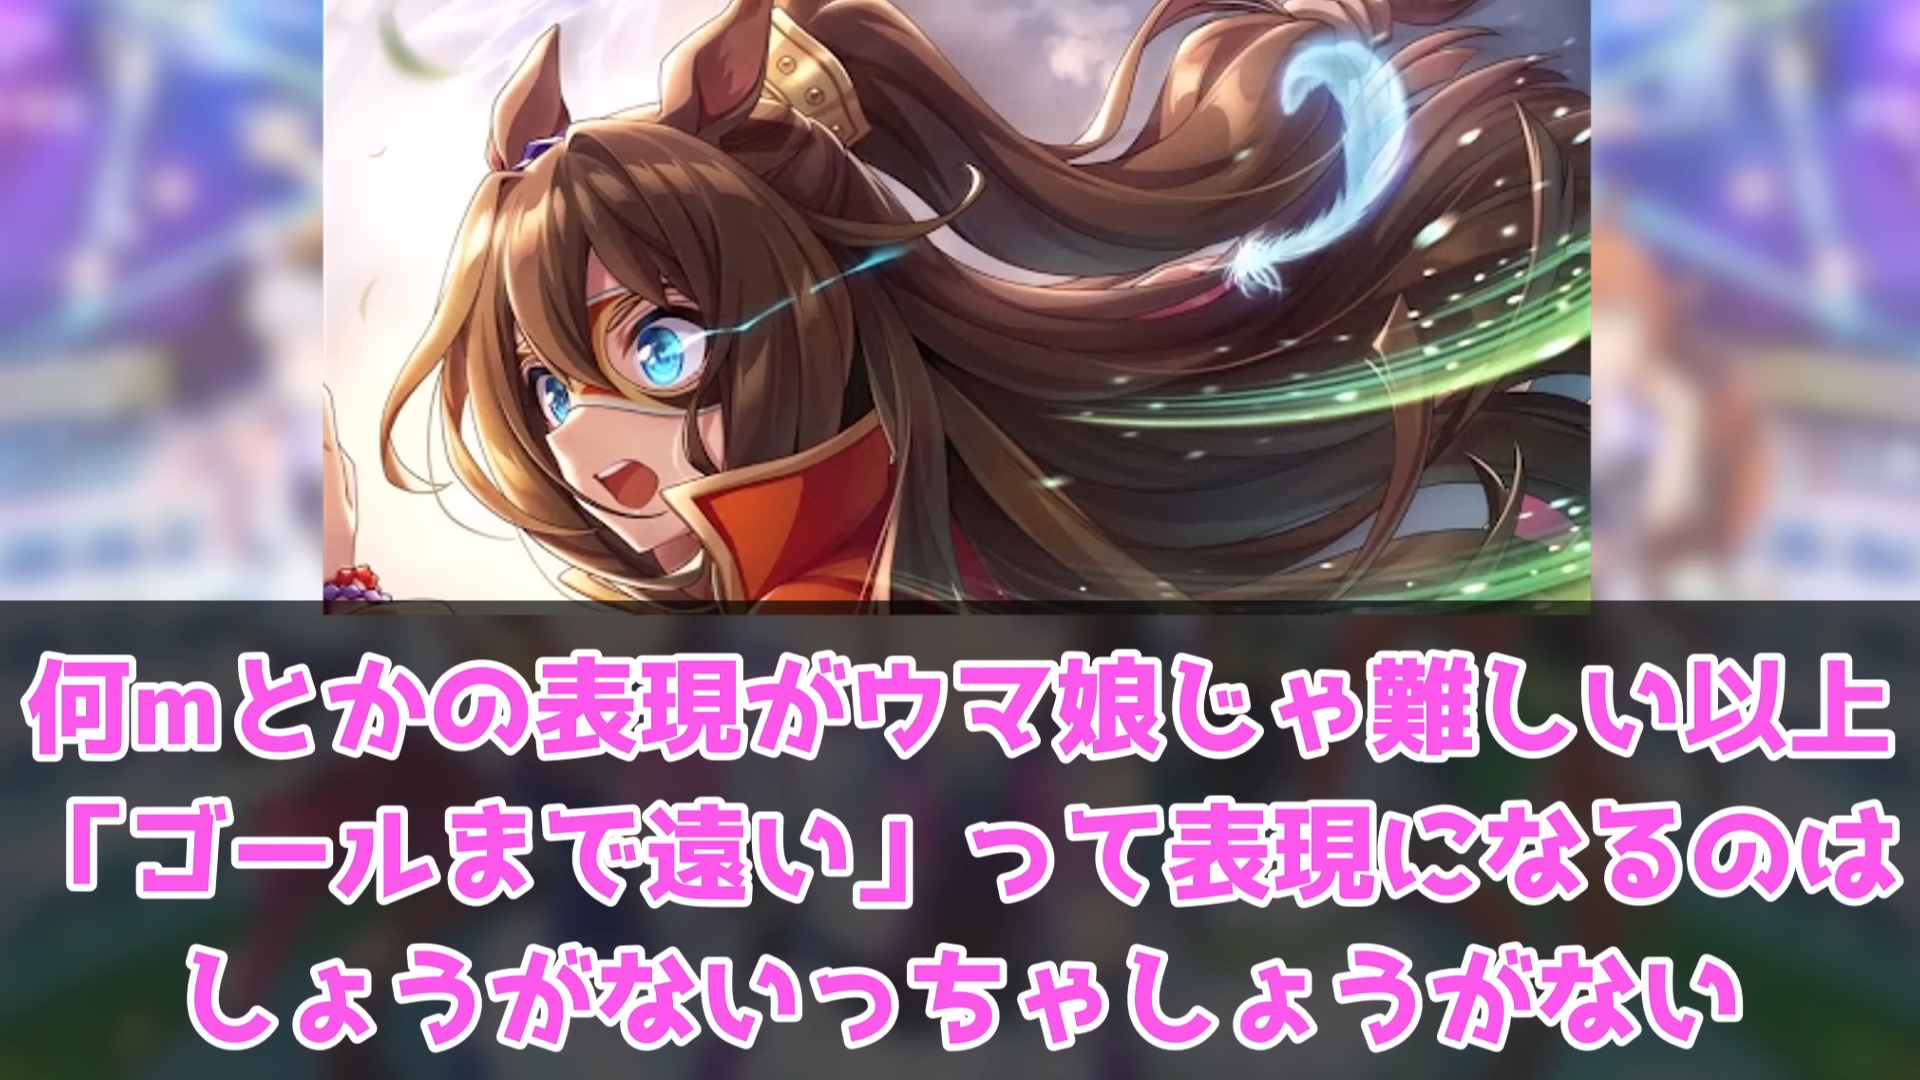 何mとかの表現がウマ娘じゃ難しい以上
「ゴールまで遠い」って表現になるのは
しょうがないっちゃしょうがない